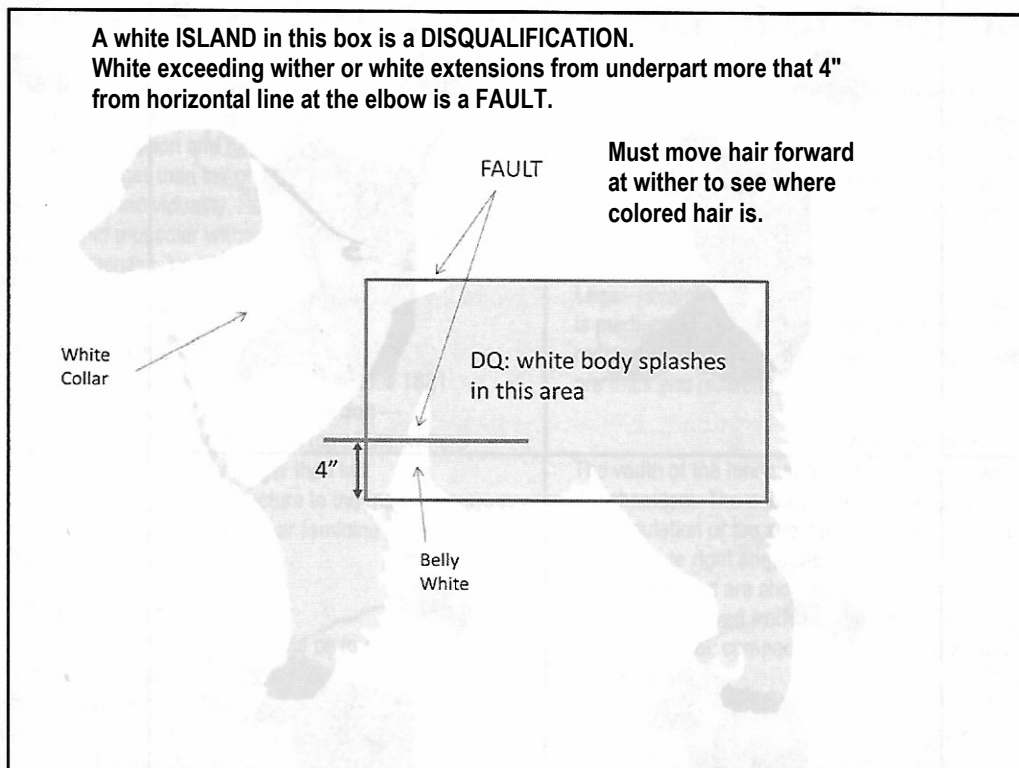 A white ISLAND in this box is a DISQUALIFICATION.
White exceeding wither or white extensions from underpart more that 4"
from horizontal line at the elbow is a FAULT.
FAULT
Must move hair forward
at wither to see where
colored hair is.
White
Collar
DQ: white body splashes
in this area
4"
Belly
White